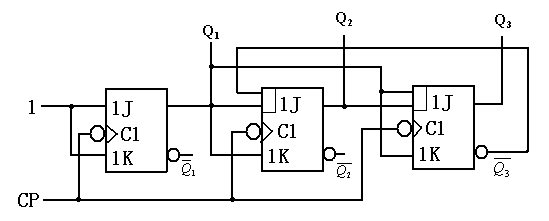 Q₁ Q₂ Q₃
1 1J 1J 1J
C1 C1 C1
1K 1K 1K
Q̅₁ Q̅₂ Q̅₃
CP